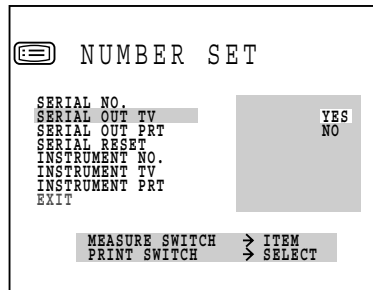 NUMBER SET
SERIAL NO.
SERIAL OUT TV YES
SERIAL OUT PRT NO
SERIAL RESET
INSTRUMENT NO.
INSTRUMENT TV
INSTRUMENT PRT
EXIT
MEASURE SWITCH → ITEM
PRINT SWITCH → SELECT